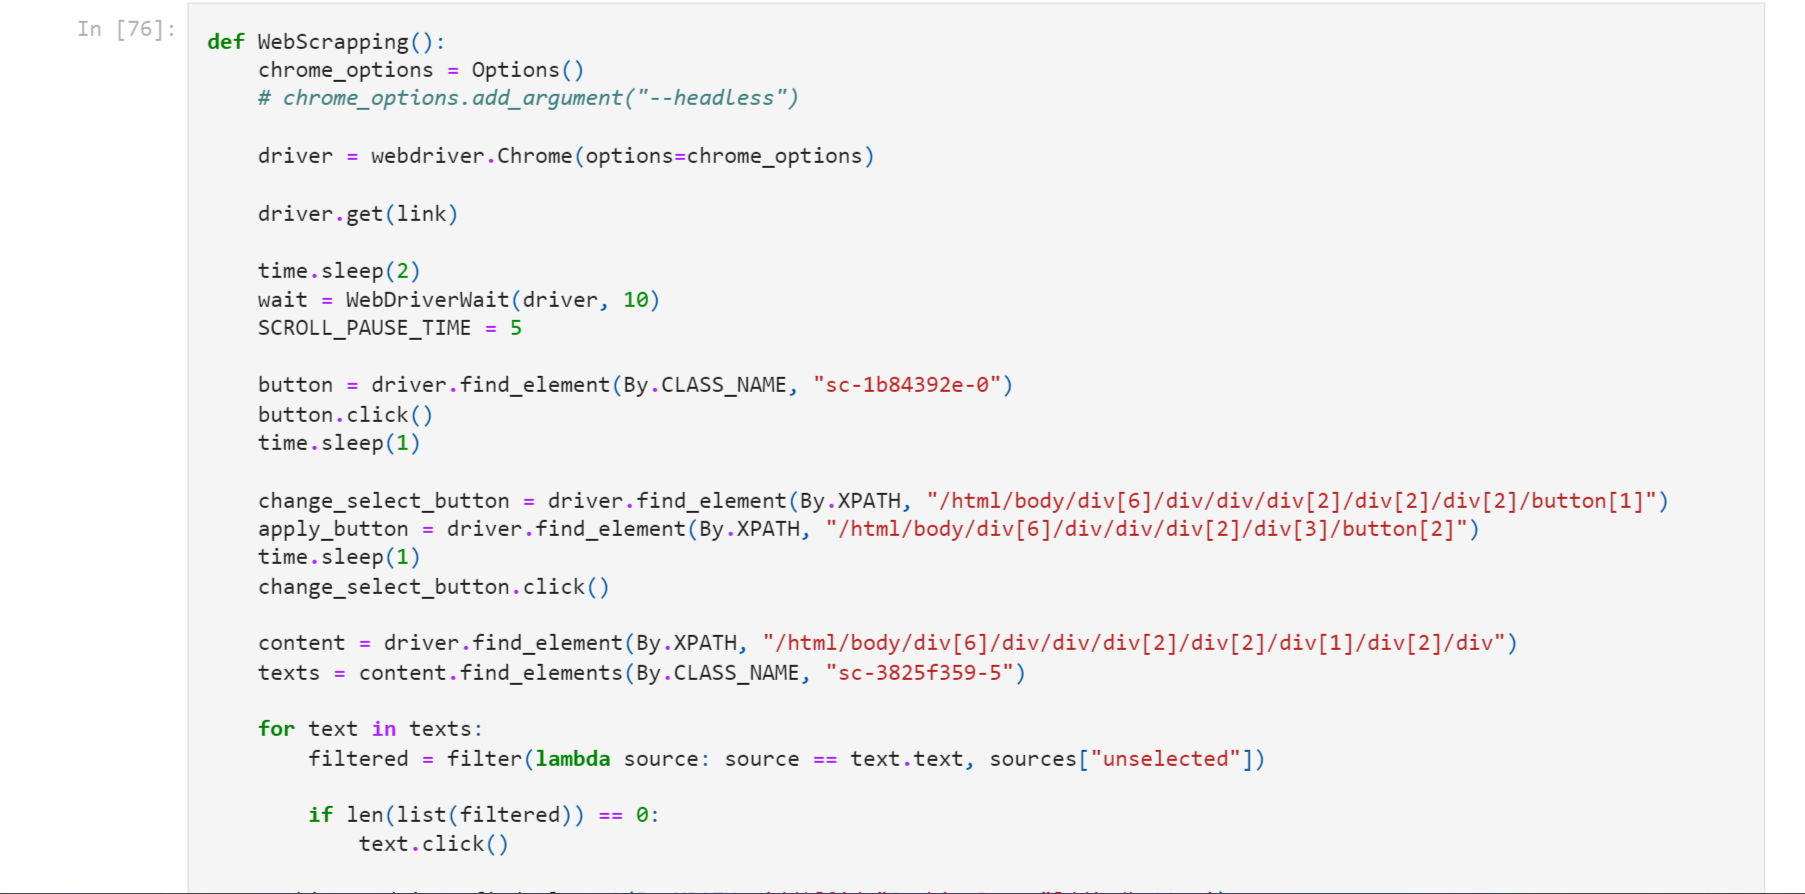 In [76]:
def WebScrapping():
    chrome_options = Options()
    # chrome_options.add_argument("--headless")
    driver = webdriver.Chrome(options=chrome_options)
    driver.get(link)
    time.sleep(2)
    wait = WebDriverWait(driver, 10)
    SCROLL_PAUSE_TIME = 5
    button = driver.find_element(By.CLASS_NAME, "sc-1b84392e-0")
    button.click()
    time.sleep(1)
    change_select_button = driver.find_element(By.XPATH, "/html/body/div[6]/div/div/div[2]/div[2]/div[2]/button[1]")
    apply_button = driver.find_element(By.XPATH, "/html/body/div[6]/div/div/div[2]/div[3]/button[2]")
    time.sleep(1)
    change_select_button.click()
    content = driver.find_element(By.XPATH, "/html/body/div[6]/div/div/div[2]/div[2]/div[1]/div[2]/div")
    texts = content.find_elements(By.CLASS_NAME, "sc-3825f359-5")
    for text in texts:
        filtered = filter(lambda source: source == text.text, sources["unselected"])
        if len(list(filtered)) == 0:
            text.click()